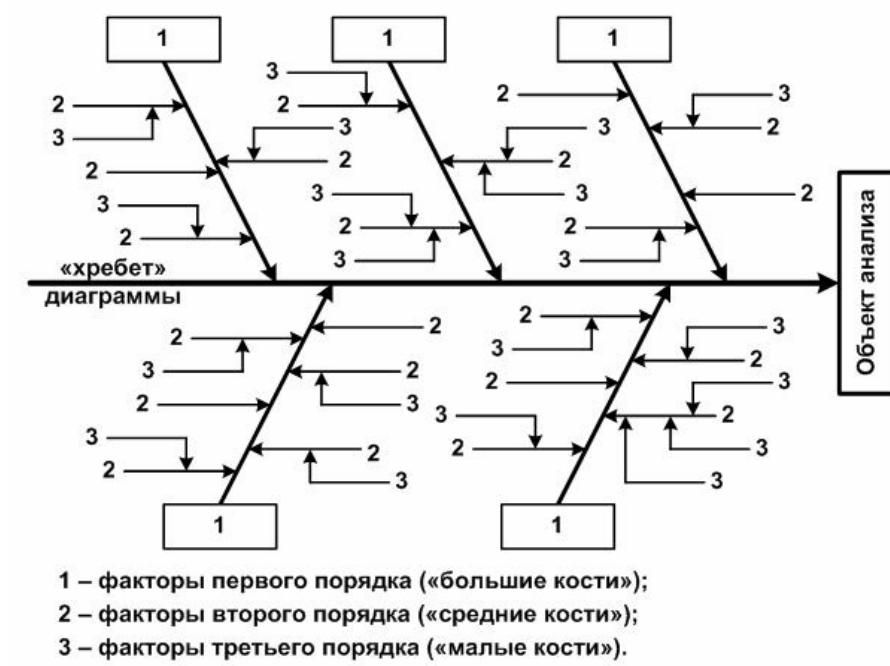 1 1 1
3
2 2 2 3
3 3 3 2
2 2 2
3 3 3 2
2 2 2
3 3
«хребет»
диаграммы
Объект анализа
2 2 2 3
3 2 3 2
2 3 2 3
3 3 2
3 2 2 3
2 3 3
1 1
1 – факторы первого порядка («большие кости»);
2 – факторы второго порядка («средние кости»);
3 – факторы третьего порядка («малые кости»).